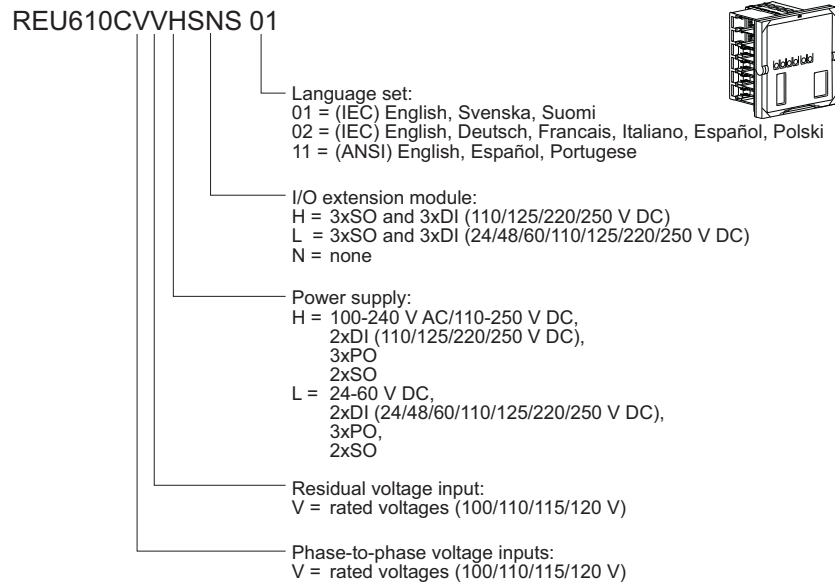 REU610CVVHSNS 01
Language set:
01 = (IEC) English, Svenska, Suomi
02 = (IEC) English, Deutsch, Francais, Italiano, Español, Polski
11 = (ANSI) English, Español, Portugese
I/O extension module:
H = 3xSO and 3xDI (110/125/220/250 V DC)
L = 3xSO and 3xDI (24/48/60/110/125/220/250 V DC)
N = none
Power supply:
H = 100-240 V AC/110-250 V DC,
2xDI (110/125/220/250 V DC),
3xPO
2xSO
L = 24-60 V DC,
2xDI (24/48/60/110/125/220/250 V DC),
3xPO,
2xSO
Residual voltage input:
V = rated voltages (100/110/115/120 V)
Phase-to-phase voltage inputs:
V = rated voltages (100/110/115/120 V)